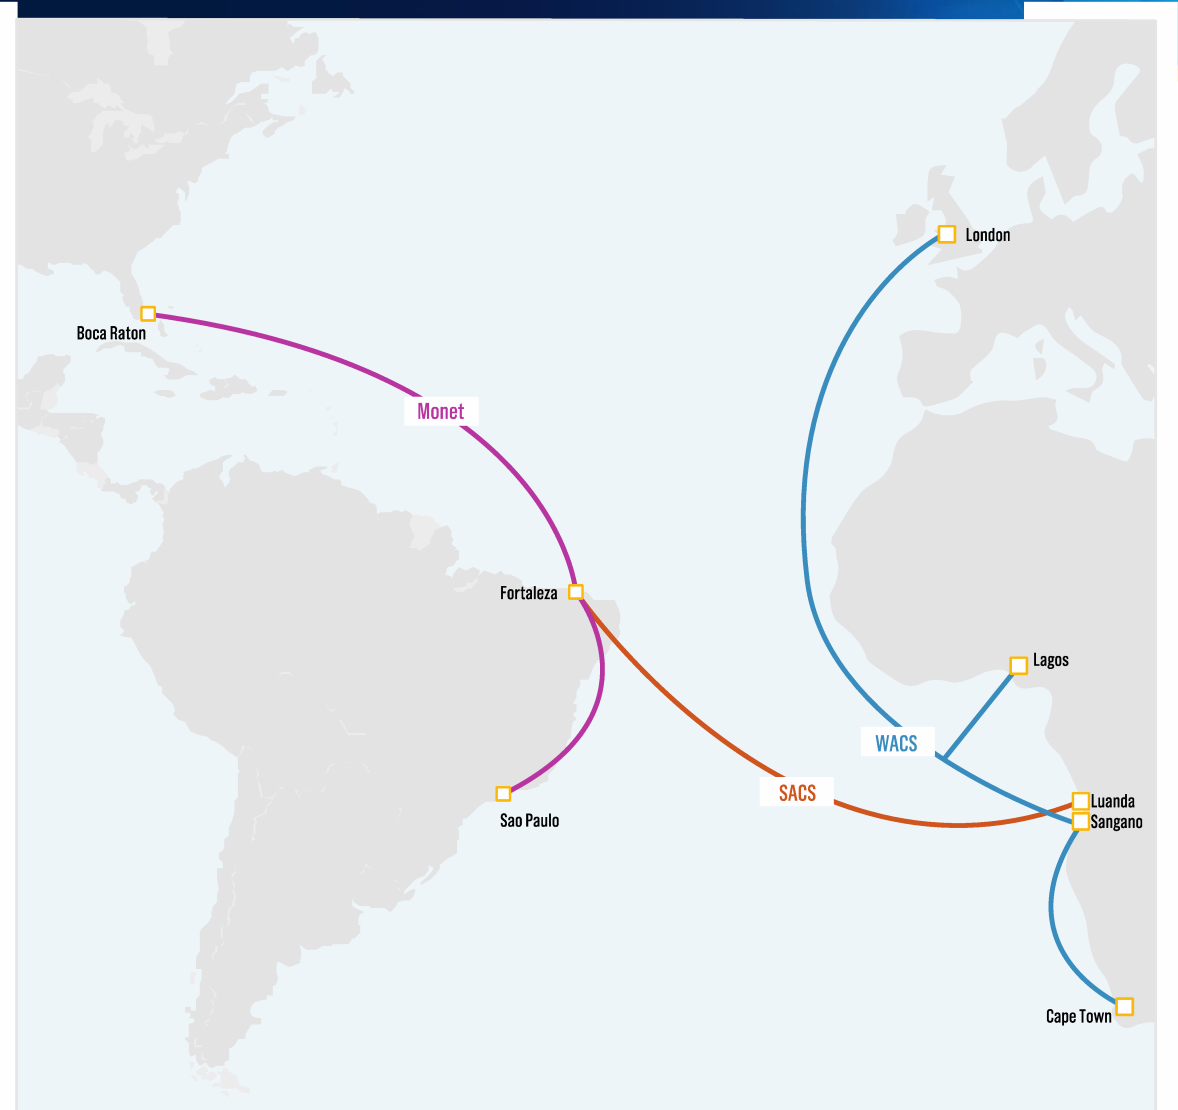 London
Boca Raton
Monet
Fortaleza
Lagos
WACS
SACS
Luanda
Sangano
Sao Paulo
Cape Town